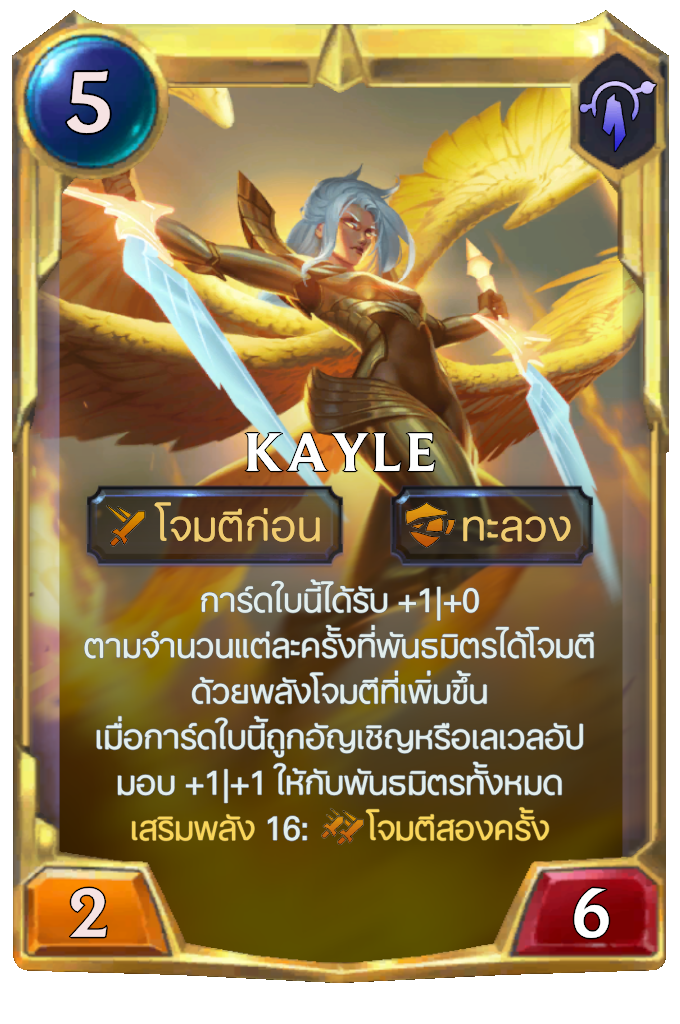 5
KAYLE
โจมตีก่อน ทะลวง
การ์ดใบนี้ได้รับ +1|+0
ตามจำนวนแต่ละครั้งที่พันธมิตรได้โจมตี
ด้วยพลังโจมตีที่เพิ่มขึ้น
เมื่อการ์ดใบนี้ถูกอัญเชิญหรือเลเวลอัป
มอบ +1|+1 ให้กับพันธมิตรทั้งหมด
เสริมพลัง 16: โจมตีสองครั้ง
2 6